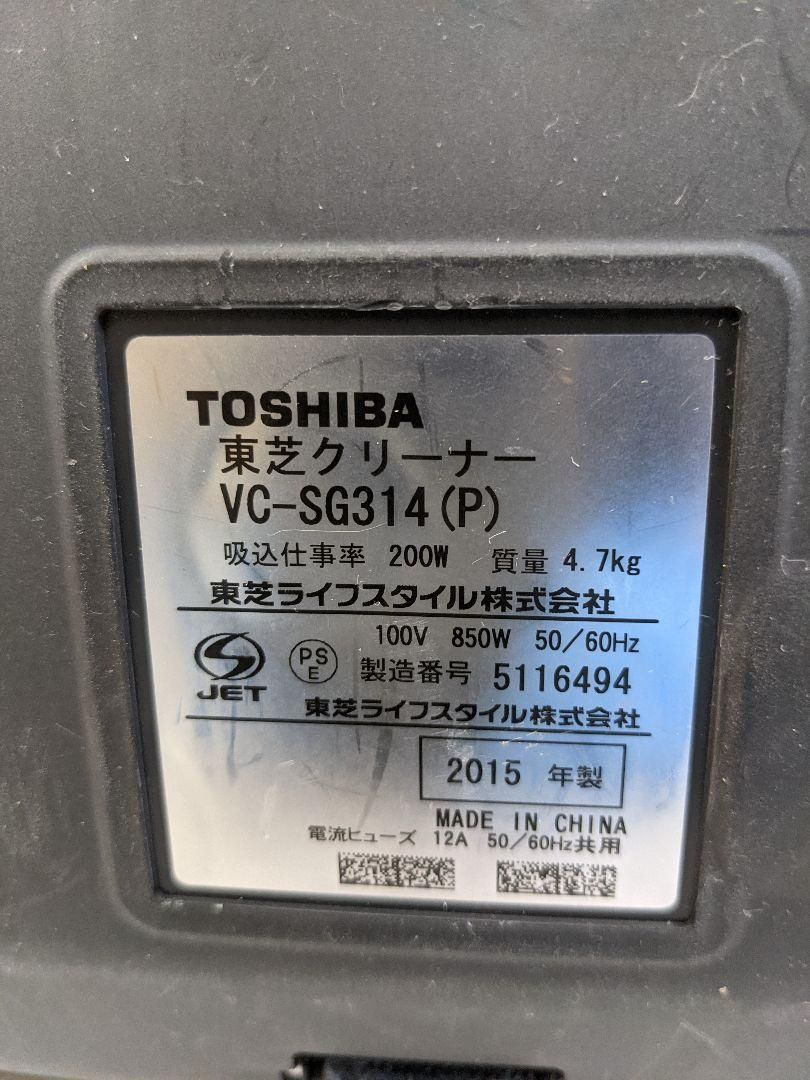 TOSHIBA
東芝クリーナー
VC-SG314(P)
吸込仕事率 200W 質量 4.7kg
東芝ライフスタイル株式会社
100V 850W 50/60Hz
JET PSE 製造番号 5116494
東芝ライフスタイル株式会社
2015 年製
MADE IN CHINA
電流ヒューズ 12A 50/60Hz共用